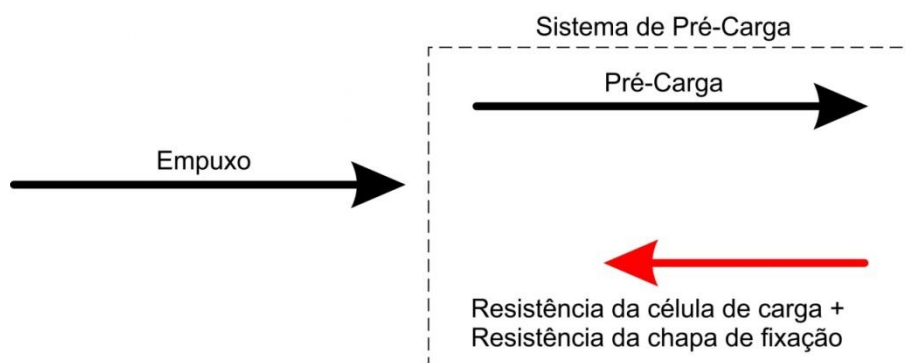 Sistema de Pré-Carga
Pré-Carga
Empuxo
Resistência da célula de carga +
Resistência da chapa de fixação